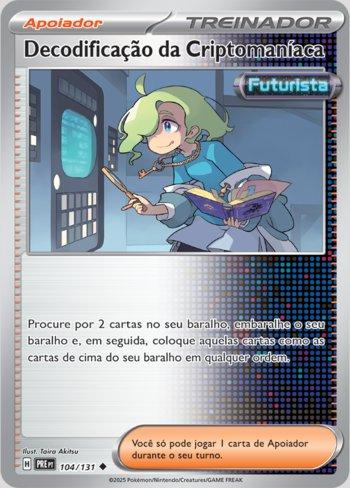 Apoiador
TREINADOR
Decodificação da Criptomaníaca
Futurista
Procure por 2 cartas no seu baralho, embaralhe o seu
baralho e, em seguida, coloque aquelas cartas como as
cartas de cima do seu baralho em qualquer ordem.
Ilust. Taira Akitsu
H PRE PT 104/131 ◆
Você só pode jogar 1 carta de Apoiador
durante o seu turno.
©2025 Pokémon/Nintendo/Creatures/GAME FREAK